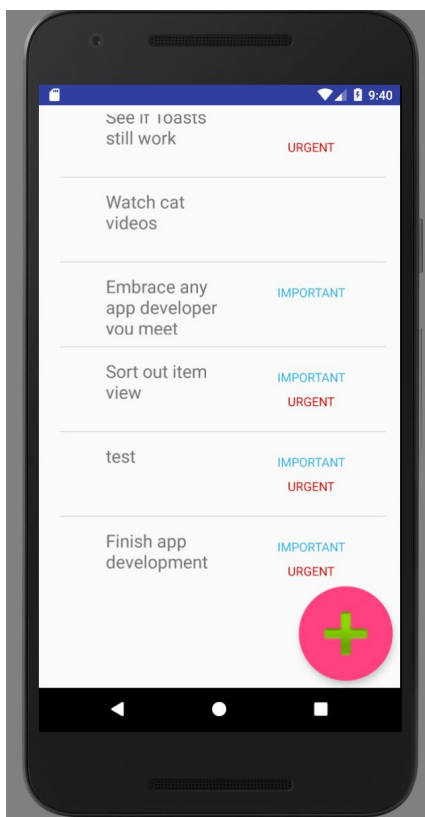 9:40
See if Toasts
still work
URGENT
Watch cat
videos
Embrace any
app developer
you meet
IMPORTANT
Sort out item
view
IMPORTANT
URGENT
test
IMPORTANT
URGENT
Finish app
development
IMPORTANT
URGENT